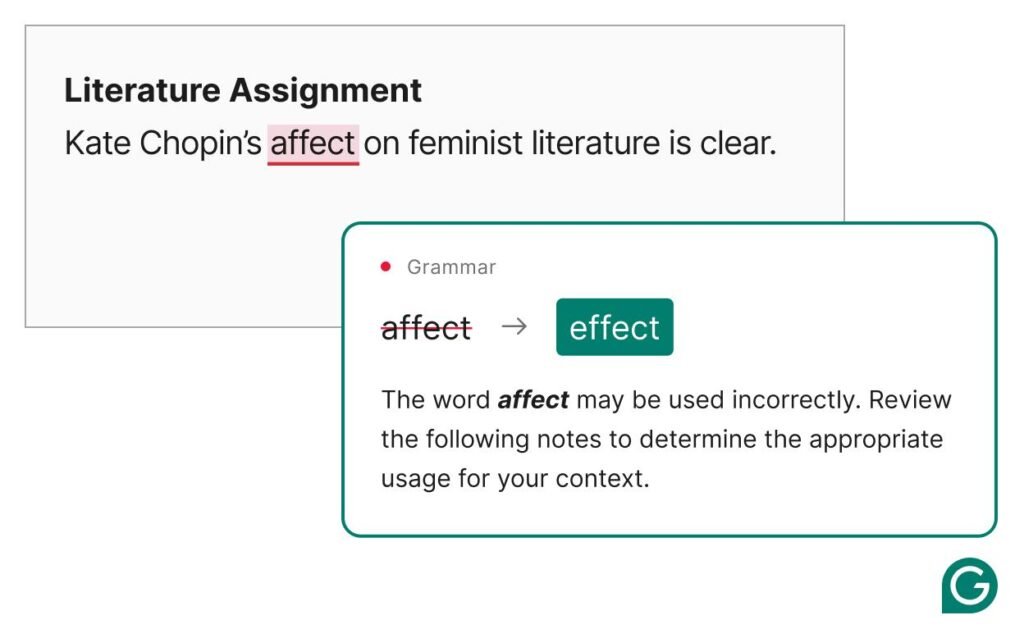 Literature Assignment
Kate Chopin’s affect on feminist literature is clear.
Grammar
affect → effect
The word affect may be used incorrectly. Review
the following notes to determine the appropriate
usage for your context.
G